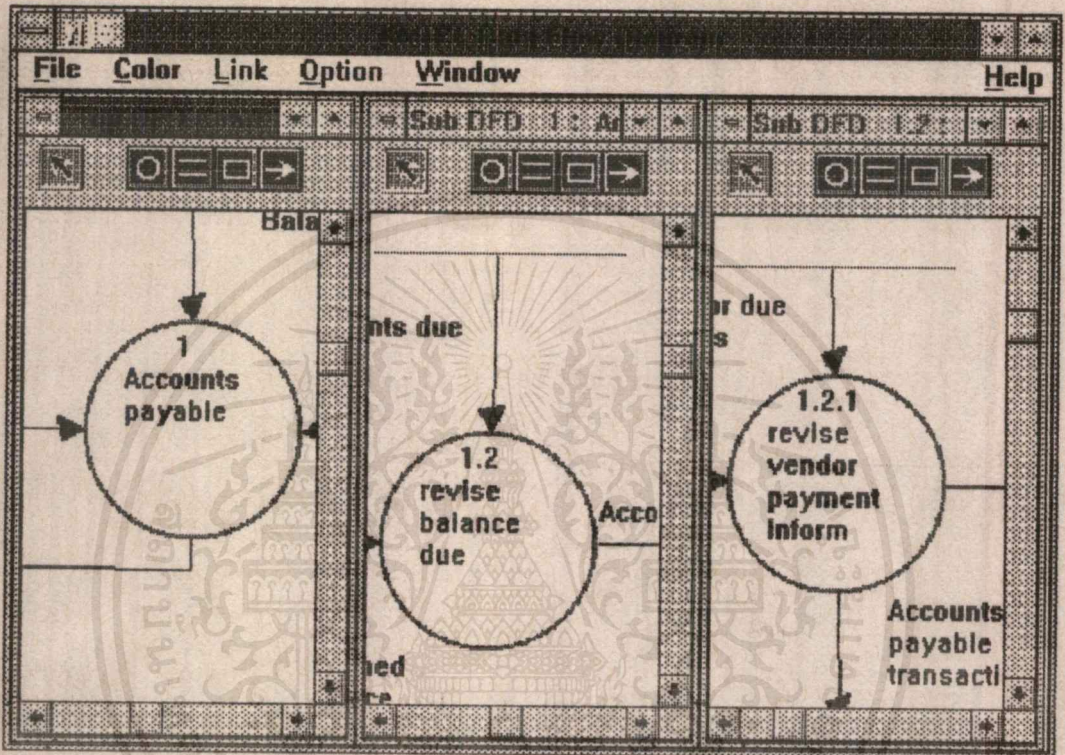 File Color Link Option Window Help
Sub DFD 1 :
Sub DFD 1.2 :
Bala
1
Accounts
payable
nts due
1.2
revise
balance
due
Acco
ned
r due
s
1.2.1
revise
vendor
payment
Inform
Accounts
payable
transacti